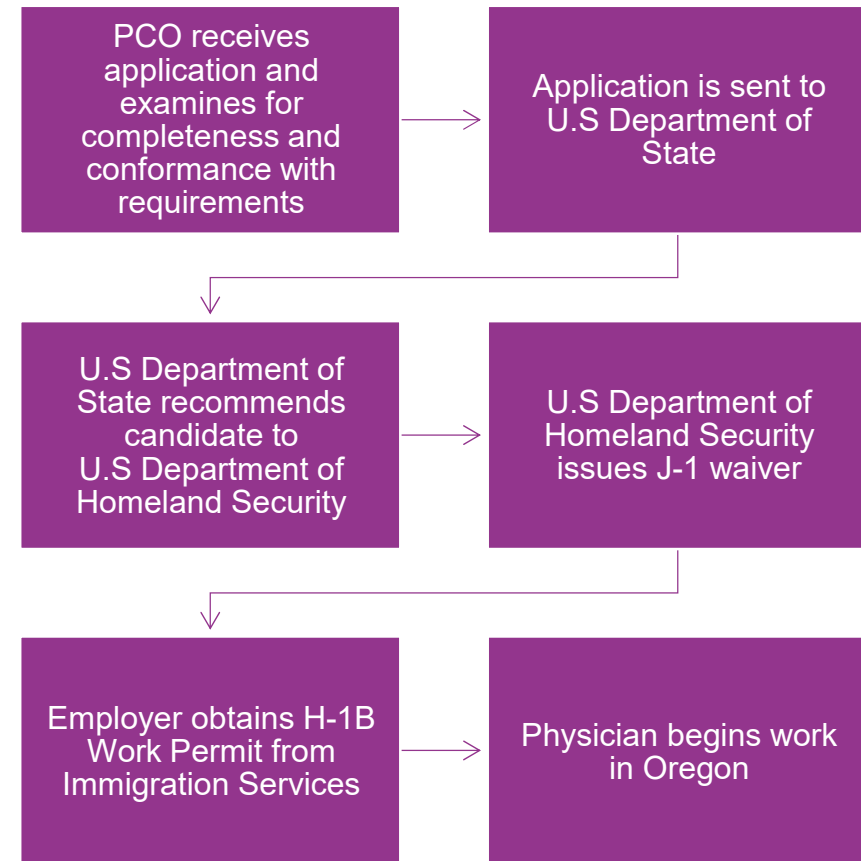 PCO receives
application and
examines for
completeness and
conformance with
requirements
Application is sent to
U.S Department of
State
U.S Department of
State recommends
candidate to
U.S Department of
Homeland Security
U.S Department of
Homeland Security
issues J-1 waiver
Employer obtains H-1B
Work Permit from
Immigration Services
Physician begins work
in Oregon